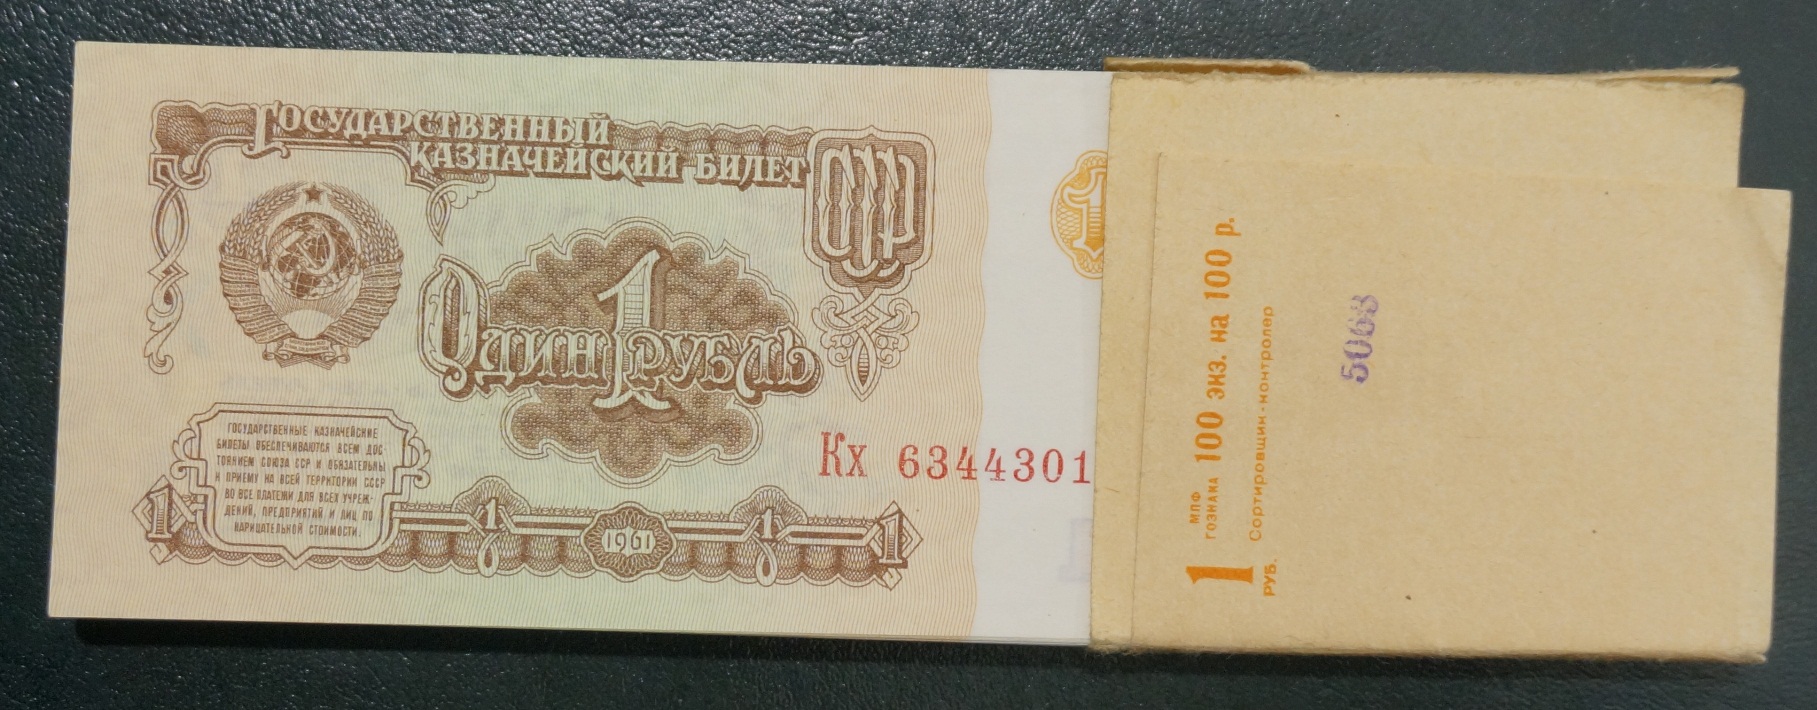 ГОСУДАРСТВЕННЫЙ
КАЗНАЧЕЙСКИЙ БИЛЕТ
СССР
1
ОДИН РУБЛЬ
ГОСУДАРСТВЕННЫЕ КАЗНАЧЕЙСКИЕ
БИЛЕТЫ ОБЕСПЕЧИВАЮТСЯ ВСЕМ ДОС-
ТОЯНИЕМ СОЮЗА ССР И ОБЯЗАТЕЛЬНЫ
К ПРИЕМУ НА ВСЕЙ ТЕРРИТОРИИ СССР
ВО ВСЕ ПЛАТЕЖИ ДЛЯ ВСЕХ УЧРЕЖ-
ДЕНИЙ, ПРЕДПРИЯТИЙ И ЛИЦ ПО
НАРИЦАТЕЛЬНОЙ СТОИМОСТИ.
Кх 6344301
1 1 1961 1 1
1
1 РУБ.
МПФ
ГОЗНАКА
100 экз. на 100 р.
Сортировщик-контролер
5068